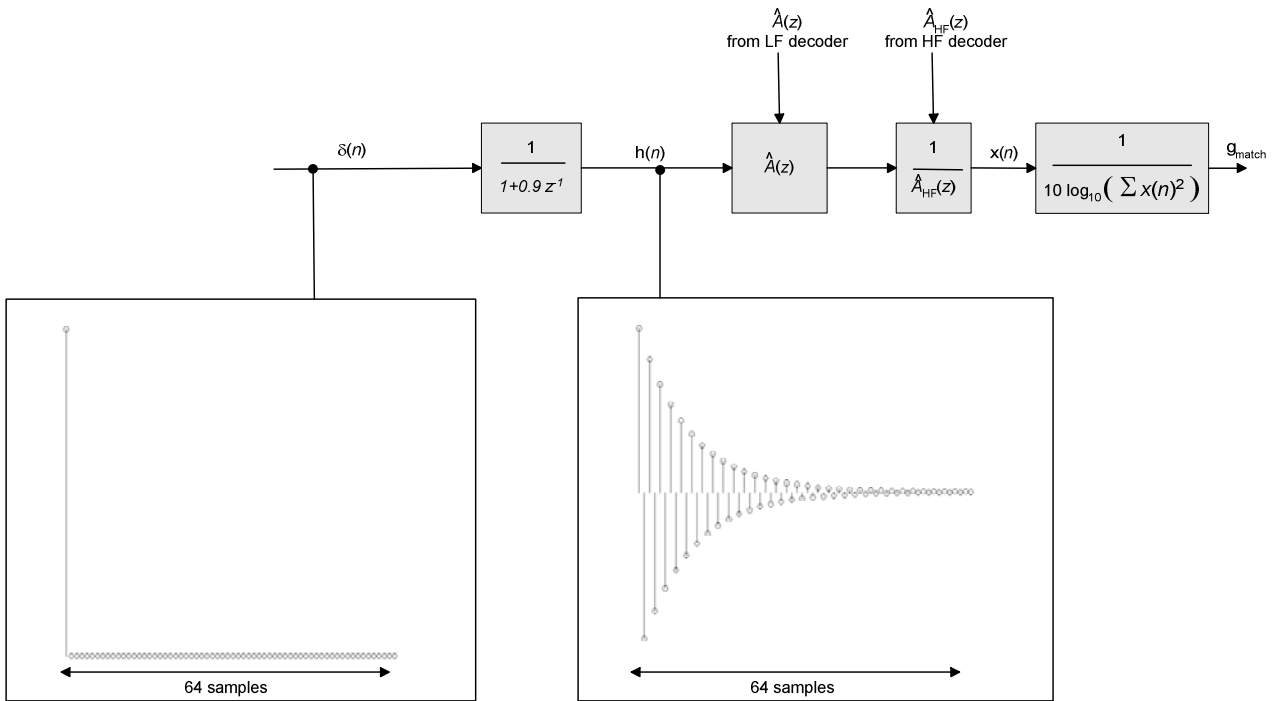 Â(z)
from LF decoder
Â_HF(z)
from HF decoder
δ(n)
1
1+0.9 z⁻¹
h(n)
Â(z)
1
Â_HF(z)
x(n)
1
10 log₁₀( ∑ x(n)² )
g_match
64 samples
64 samples